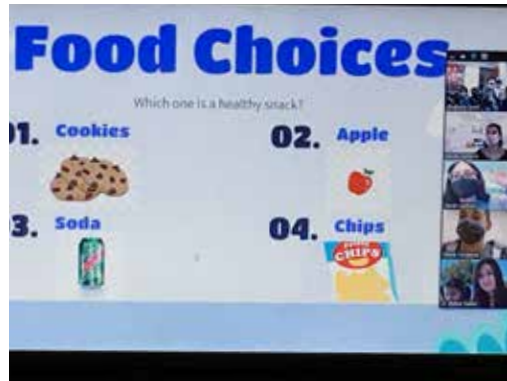 Food Choices
Which one is a healthy snack?
01. Cookies
02. Apple
3. Soda
04. Chips
CHIPS